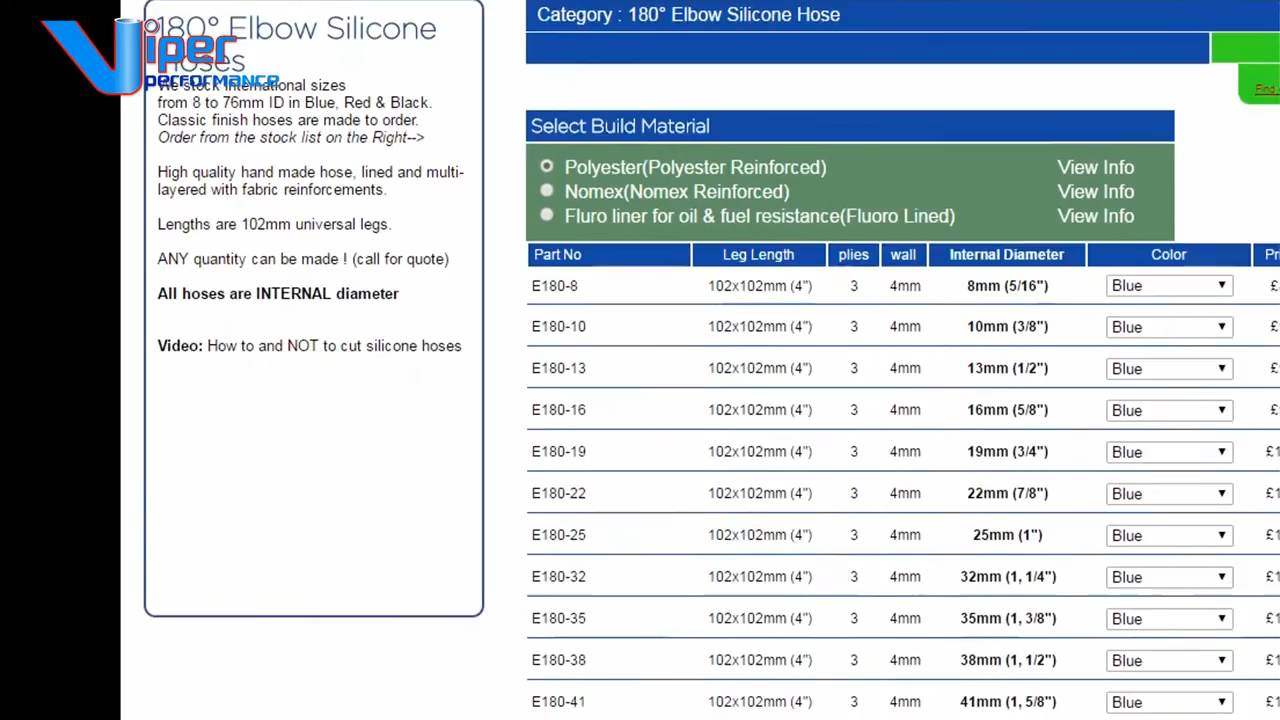 180° Elbow Silicone
Hoses
Viper
performance
We stock international sizes
from 8 to 76mm ID in Blue, Red & Black.
Classic finish hoses are made to order.
Order from the stock list on the Right-->
High quality hand made hose, lined and multi-
layered with fabric reinforcements.
Lengths are 102mm universal legs.
ANY quantity can be made ! (call for quote)
All hoses are INTERNAL diameter
Video: How to and NOT to cut silicone hoses
Category : 180° Elbow Silicone Hose
Find
Select Build Material
Polyester(Polyester Reinforced) View Info
Nomex(Nomex Reinforced) View Info
Fluro liner for oil & fuel resistance(Fluoro Lined) View Info
Part No Leg Length plies wall Internal Diameter Color
E180-8 102x102mm (4") 3 4mm 8mm (5/16") Blue
E180-10 102x102mm (4") 3 4mm 10mm (3/8") Blue
E180-13 102x102mm (4") 3 4mm 13mm (1/2") Blue
E180-16 102x102mm (4") 3 4mm 16mm (5/8") Blue
E180-19 102x102mm (4") 3 4mm 19mm (3/4") Blue £1
E180-22 102x102mm (4") 3 4mm 22mm (7/8") Blue £1
E180-25 102x102mm (4") 3 4mm 25mm (1") Blue £1
E180-32 102x102mm (4") 3 4mm 32mm (1, 1/4") Blue £1
E180-35 102x102mm (4") 3 4mm 35mm (1, 3/8") Blue £1
E180-38 102x102mm (4") 3 4mm 38mm (1, 1/2") Blue £1
E180-41 102x102mm (4") 3 4mm 41mm (1, 5/8") Blue £1